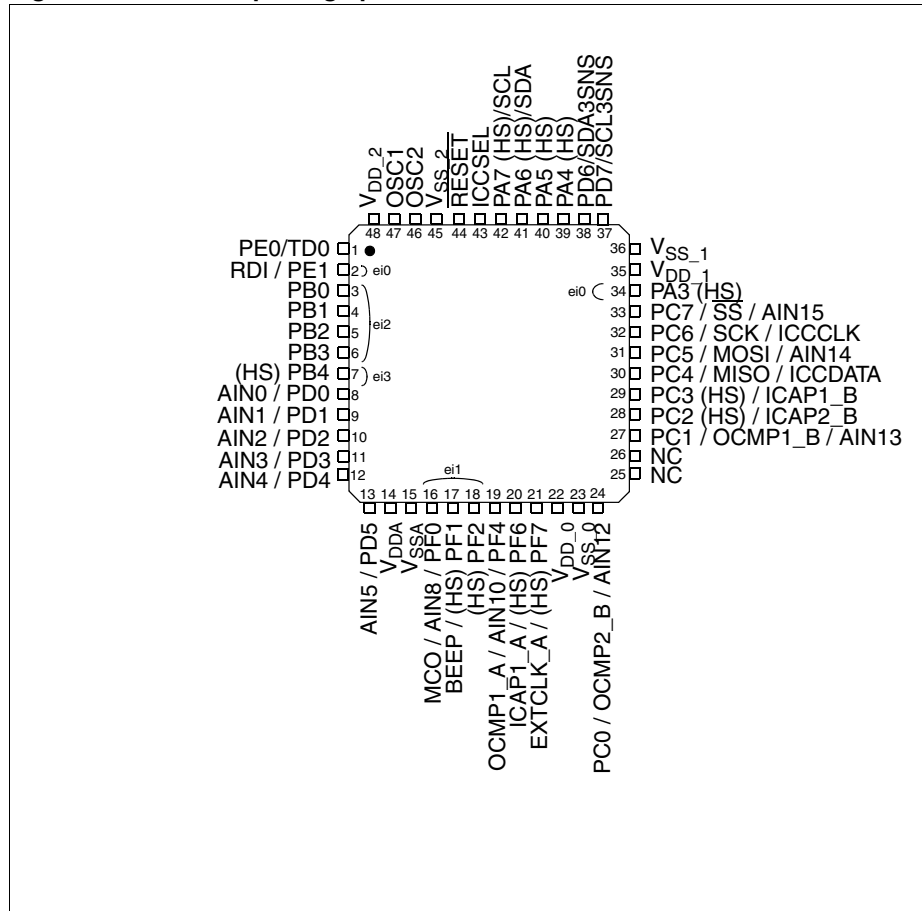 V_DD_2
OSC1
OSC2
V_SS_2
RESET
ICCSEL
PA7 (HS)/SCL
PA6 (HS)/SDA
PA5 (HS)
PA4 (HS)
PD6/SDA3SNS
PD7/SCL3SNS
48 47 46 45 44 43 42 41 40 39 38 37
PE0/TD0 1
RDI / PE1 2 ei0
PB0 3
PB1 4
ei2
PB2 5
PB3 6
(HS) PB4 7 ei3
AIN0 / PD0 8
AIN1 / PD1 9
AIN2 / PD2 10
AIN3 / PD3 11
AIN4 / PD4 12
36 V_SS_1
35 V_DD_1
ei0 34 PA3 (HS)
33 PC7 / SS / AIN15
32 PC6 / SCK / ICCCLK
31 PC5 / MOSI / AIN14
30 PC4 / MISO / ICCDATA
29 PC3 (HS) / ICAP1_B
28 PC2 (HS) / ICAP2_B
27 PC1 / OCMP1_B / AIN13
26 NC
25 NC
ei1
13 14 15 16 17 18 19 20 21 22 23 24
AIN5 / PD5
V_DDA
V_SSA
MCO / AIN8 / PF0
BEEP / (HS) PF1
(HS) PF2
OCMP1_A / AIN10 / PF4
ICAP1_A / (HS) PF6
EXTCLK_A / (HS) PF7
V_DD_0
V_SS_0
PC0 / OCMP2_B / AIN12